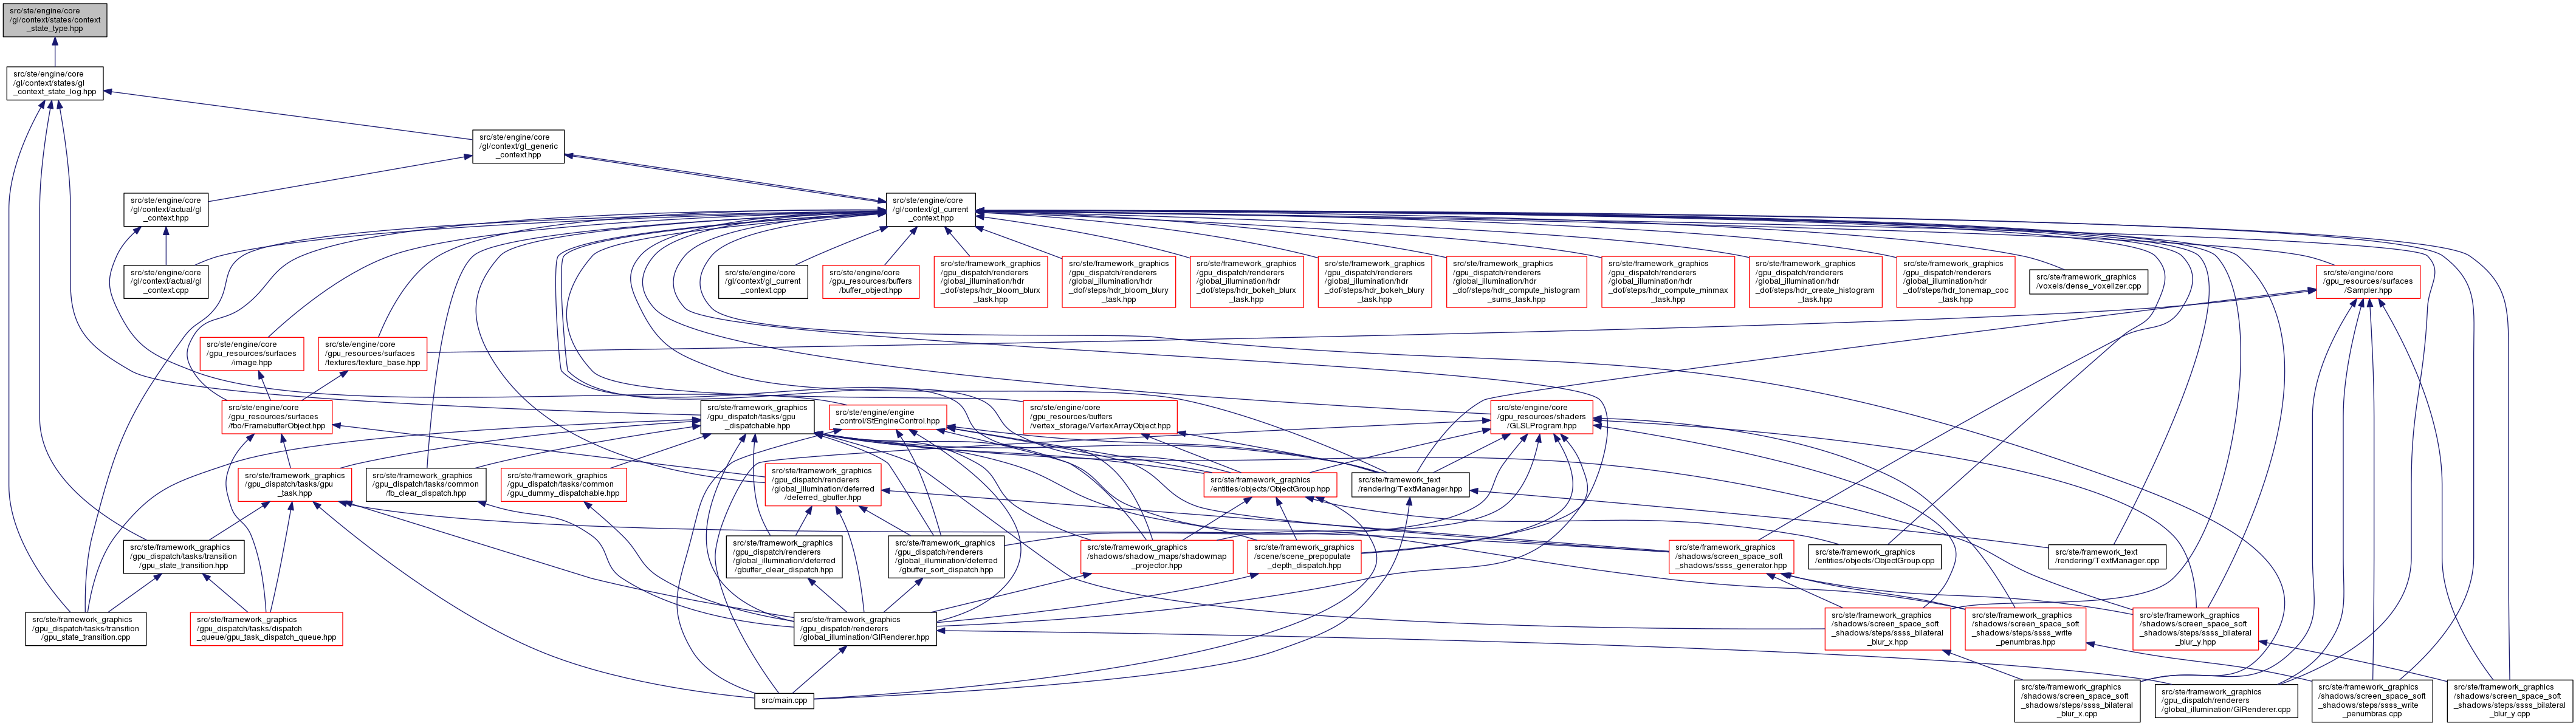 src/ste/engine/core
/gl/context/states/context
_state_type.hpp
src/ste/engine/core
/gl/context/states/gl
_context_state_log.hpp
src/ste/engine/core
/gl/context/gl_generic
_context.hpp
src/ste/engine/core
/gl/context/actual/gl
_context.hpp
src/ste/engine/core
/gl/context/gl_current
_context.hpp
src/ste/engine/core
/gl/context/actual/gl
_context.cpp
src/ste/engine/core
/gl/context/gl_current
_context.cpp
src/ste/engine/core
/gpu_resources/buffers
/buffer_object.hpp
src/ste/framework_graphics
/gpu_dispatch/renderers
/global_illumination/hdr
_dof/steps/hdr_bloom_blurx
_task.hpp
src/ste/framework_graphics
/gpu_dispatch/renderers
/global_illumination/hdr
_dof/steps/hdr_bloom_blury
_task.hpp
src/ste/framework_graphics
/gpu_dispatch/renderers
/global_illumination/hdr
_dof/steps/hdr_bokeh_blurx
_task.hpp
src/ste/framework_graphics
/gpu_dispatch/renderers
/global_illumination/hdr
_dof/steps/hdr_bokeh_blury
_task.hpp
src/ste/framework_graphics
/gpu_dispatch/renderers
/global_illumination/hdr
_dof/steps/hdr_compute_histogram
_sums_task.hpp
src/ste/framework_graphics
/gpu_dispatch/renderers
/global_illumination/hdr
_dof/steps/hdr_compute_minmax
_task.hpp
src/ste/framework_graphics
/gpu_dispatch/renderers
/global_illumination/hdr
_dof/steps/hdr_create_histogram
_task.hpp
src/ste/framework_graphics
/gpu_dispatch/renderers
/global_illumination/hdr
_dof/steps/hdr_tonemap_coc
_task.hpp
src/ste/framework_graphics
/voxels/dense_voxelizer.cpp
src/ste/engine/core
/gpu_resources/surfaces
/Sampler.hpp
src/ste/engine/core
/gpu_resources/surfaces
/image.hpp
src/ste/engine/core
/gpu_resources/surfaces
/textures/texture_base.hpp
src/ste/engine/core
/gpu_resources/surfaces
/fbo/FramebufferObject.hpp
src/ste/framework_graphics
/gpu_dispatch/tasks/gpu
_dispatchable.hpp
src/ste/engine/engine
_control/StEngineControl.hpp
src/ste/engine/core
/gpu_resources/buffers
/vertex_storage/VertexArrayObject.hpp
src/ste/engine/core
/gpu_resources/shaders
/GLSLProgram.hpp
src/ste/framework_graphics
/gpu_dispatch/tasks/gpu
_task.hpp
src/ste/framework_graphics
/gpu_dispatch/tasks/common
/fb_clear_dispatch.hpp
src/ste/framework_graphics
/gpu_dispatch/tasks/common
/gpu_dummy_dispatchable.hpp
src/ste/framework_graphics
/gpu_dispatch/renderers
/global_illumination/deferred
/deferred_gbuffer.hpp
src/ste/framework_graphics
/entities/objects/ObjectGroup.hpp
src/ste/framework_text
/rendering/TextManager.hpp
src/ste/framework_graphics
/gpu_dispatch/tasks/transition
/gpu_state_transition.hpp
src/ste/framework_graphics
/gpu_dispatch/renderers
/global_illumination/deferred
/gbuffer_clear_dispatch.hpp
src/ste/framework_graphics
/gpu_dispatch/renderers
/global_illumination/deferred
/gbuffer_sort_dispatch.hpp
src/ste/framework_graphics
/shadows/shadow_maps/shadowmap
_projector.hpp
src/ste/framework_graphics
/scene/scene_prepopulate
_depth_dispatch.hpp
src/ste/framework_graphics
/shadows/screen_space_soft
_shadows/ssss_generator.hpp
src/ste/framework_graphics
/entities/objects/ObjectGroup.cpp
src/ste/framework_text
/rendering/TextManager.cpp
src/ste/framework_graphics
/gpu_dispatch/tasks/transition
/gpu_state_transition.cpp
src/ste/framework_graphics
/gpu_dispatch/tasks/dispatch
_queue/gpu_task_dispatch_queue.hpp
src/ste/framework_graphics
/gpu_dispatch/renderers
/global_illumination/GIRenderer.hpp
src/ste/framework_graphics
/shadows/screen_space_soft
_shadows/steps/ssss_bilateral
_blur_x.hpp
src/ste/framework_graphics
/shadows/screen_space_soft
_shadows/steps/ssss_write
_penumbras.hpp
src/ste/framework_graphics
/shadows/screen_space_soft
_shadows/steps/ssss_bilateral
_blur_y.hpp
src/main.cpp
src/ste/framework_graphics
/shadows/screen_space_soft
_shadows/steps/ssss_bilateral
_blur_x.cpp
src/ste/framework_graphics
/gpu_dispatch/renderers
/global_illumination/GIRenderer.cpp
src/ste/framework_graphics
/shadows/screen_space_soft
_shadows/steps/ssss_write
_penumbras.cpp
src/ste/framework_graphics
/shadows/screen_space_soft
_shadows/steps/ssss_bilateral
_blur_y.cpp